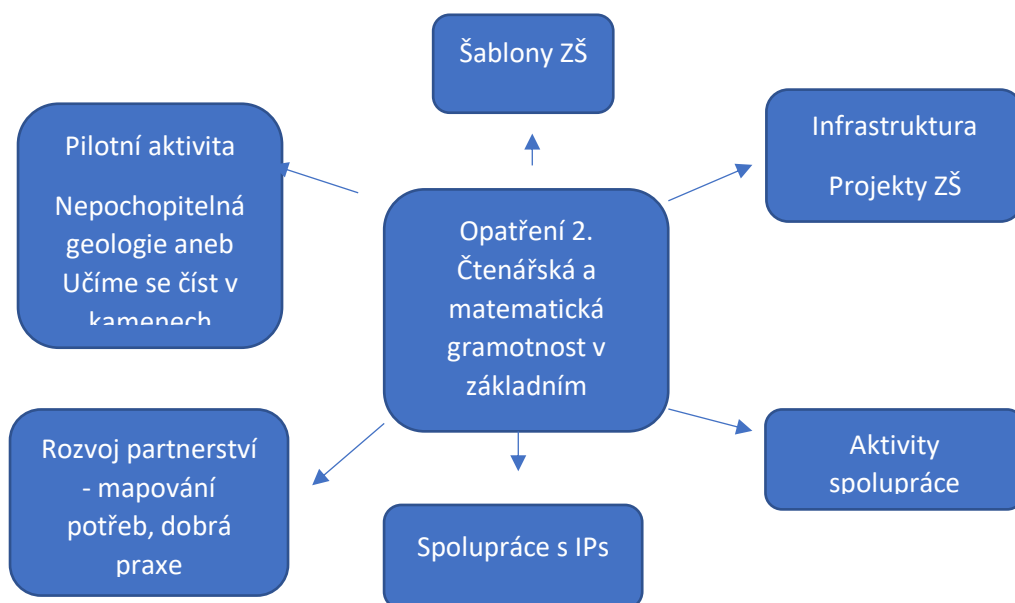 Šablony ZŠ
Pilotní aktivita
Nepochopitelná
geologie aneb
Učíme se číst v
kamenech
Infrastruktura
Projekty ZŠ
Opatření 2.
Čtenářská a
matematická
gramotnost v
základním
Rozvoj partnerství
- mapování
potřeb, dobrá
praxe
Spolupráce s IPs
Aktivity
spolupráce